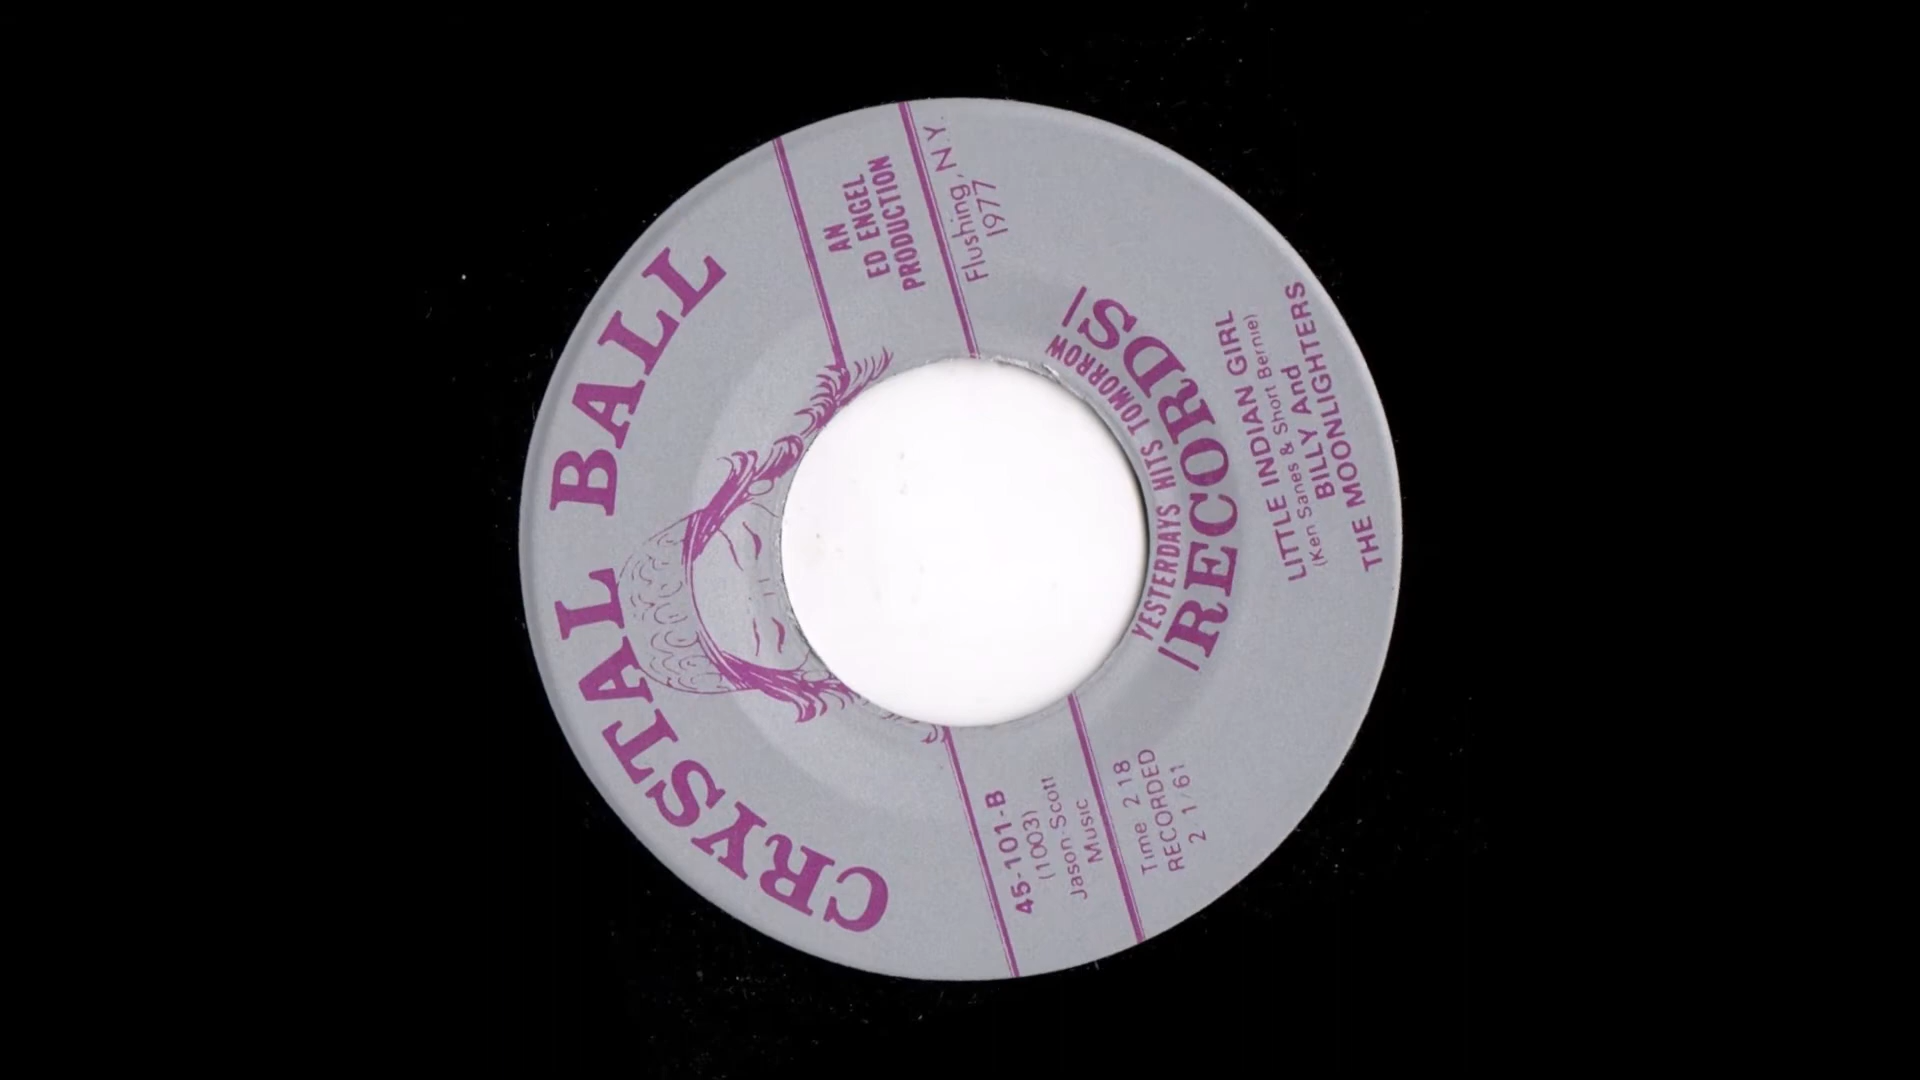 CRYSTAL BALL
45-101-B
(1003)
Jason-Scott
Music
AN
ED ENGEL
PRODUCTION
Time 2 18
RECORDED
2 1/61
Flushing, N.Y.
1977
YESTERDAYS HITS TOMORROW
/RECORDS/
LITTLE INDIAN GIRL
(Ken Sanes & Short Bernie)
BILLY And
THE MOONLIGHTERS